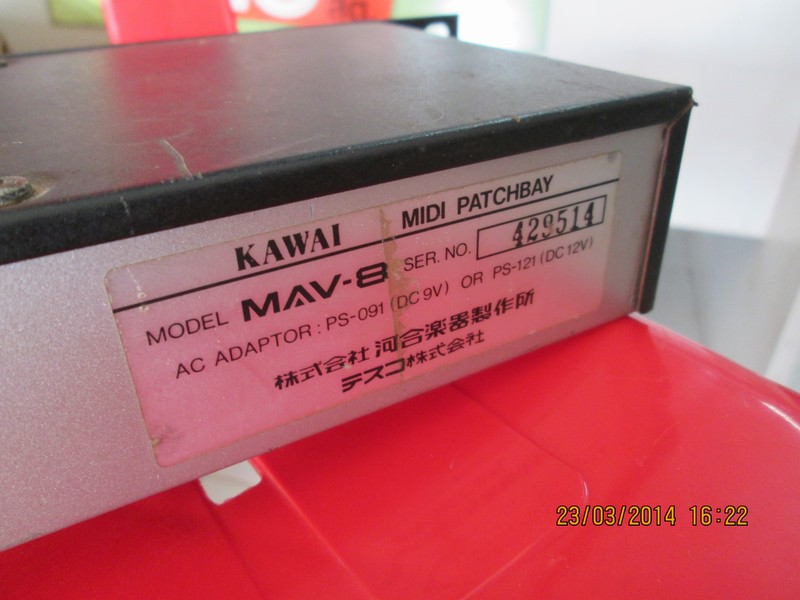 KAWAI MIDI PATCHBAY
MODEL MAV-8 SER. NO. 429514
AC ADAPTOR : PS-091 (DC 9V) OR PS-121 (DC 12V)
株式会社 河合楽器製作所
テスコ株式会社
23/03/2014 16:22